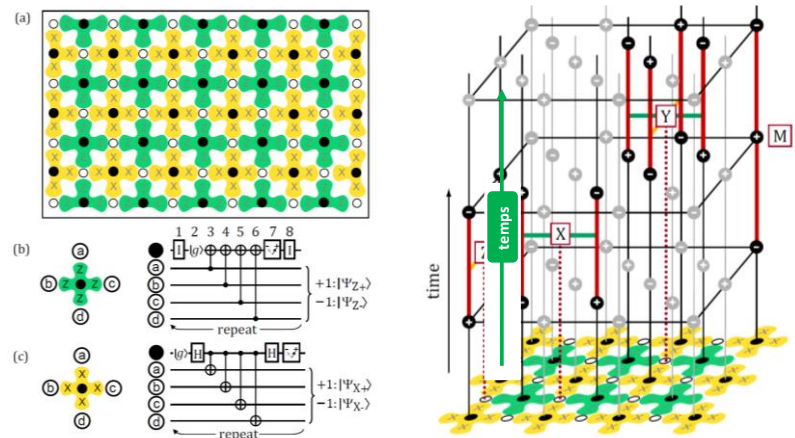 (a)
(b)
a
b
c
d
Z
Z
Z
Z
1 2 3 4 5 6 7 8
I |g⟩ I
a
b
c
d
+1:|Ψ_Z+⟩
−1:|Ψ_Z-⟩
repeat
(c)
a
b
c
d
X
X
X
X
|g⟩ H H
a
b
c
d
+1:|Ψ_X+⟩
−1:|Ψ_X-⟩
repeat
time
temps
X
Y
M